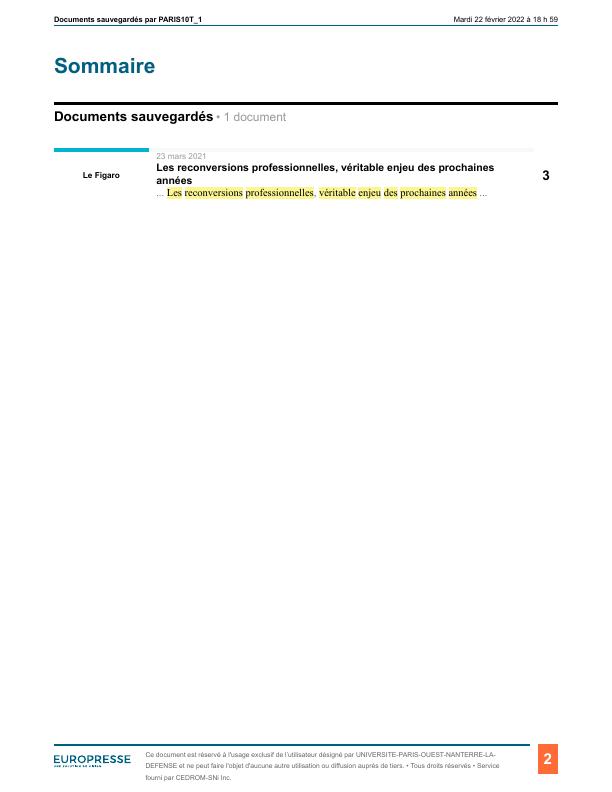 Documents sauvegardés par PARIS10T_1
Mardi 22 février 2022 à 18 h 59
Sommaire
Documents sauvegardés • 1 document
23 mars 2021
Le Figaro
Les reconversions professionnelles, véritable enjeu des prochaines
années
3
... Les reconversions professionnelles, véritable enjeu des prochaines années ...
EUROPRESSE
Ce document est réservé à l'usage exclusif de l'utilisateur désigné par UNIVERSITE-PARIS-OUEST-NANTERRE-LA-
DEFENSE et ne peut faire l'objet d'aucune autre utilisation ou diffusion auprès de tiers. • Tous droits réservés • Service
fourni par CEDROM-SNi Inc.
2